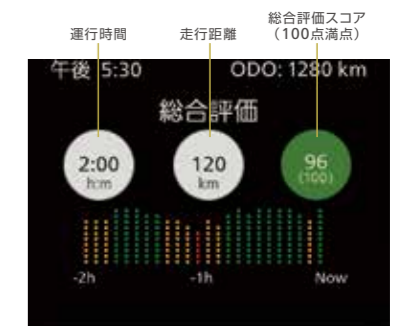 総合評価スコア
運行時間 走行距離 （100点満点）
午後 5:30 ODO: 1280 km
総合評価
2:00 120 96
h:m km (100)
-2h -1h Now